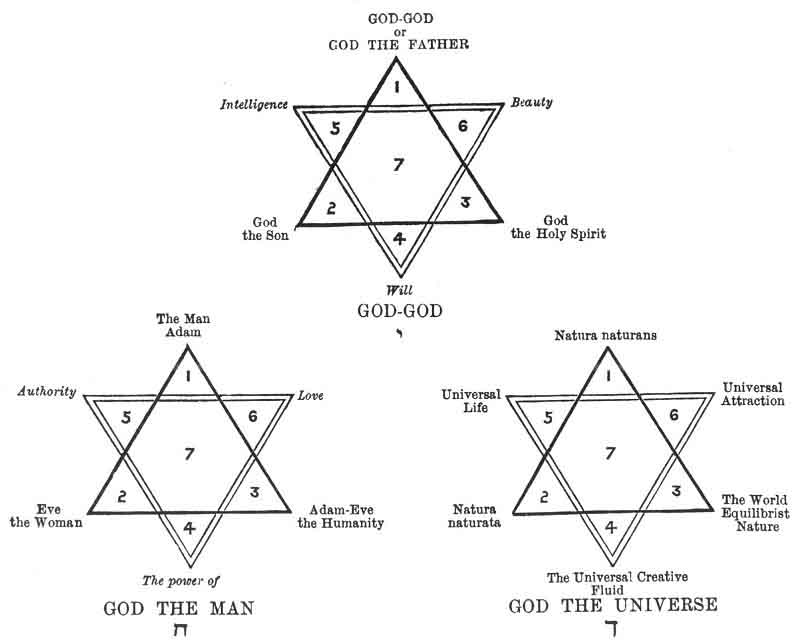 GOD-GOD
or
GOD THE FATHER
1
Intelligence
Beauty
5
6
7
2
3
God
the Son
God
the Holy Spirit
4
Will
GOD-GOD
י
The Man
Adam
1
Authority
Love
5
6
7
2
3
Eve
the Woman
Adam-Eve
the Humanity
4
The power of
GOD THE MAN
ח
Natura naturans
1
Universal
Life
Universal
Attraction
5
6
7
2
3
Natura
naturata
The World
Equilibrist
Nature
4
The Universal Creative
Fluid
GOD THE UNIVERSE
ד